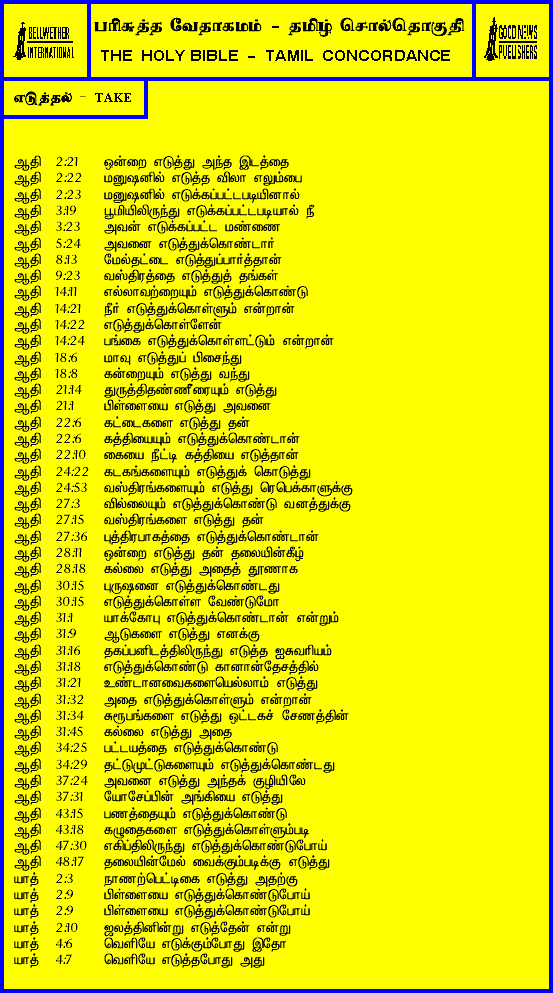 BELLWETHER INTERNATIONAL
பரிசுத்த வேதாகமம் - தமிழ் சொல்தொகுதி
THE HOLY BIBLE - TAMIL CONCORDANCE
GOOD NEWS PUBLISHERS
எடுத்தல் - TAKE
ஆதி 2:21 ஒன்றை எடுத்து அந்த இடத்தை
ஆதி 2:22 மனுஷனில் எடுத்த விலா எலும்பை
ஆதி 2:23 மனுஷனில் எடுக்கப்பட்டபடியினால்
ஆதி 3:19 பூமியிலிருந்து எடுக்கப்பட்டபடியால் நீ
ஆதி 3:23 அவன் எடுக்கப்பட்ட மண்ணை
ஆதி 5:24 அவனை எடுத்துக்கொண்டார்
ஆதி 8:13 மேல்தட்டை எடுத்துப்பார்த்தான்
ஆதி 9:23 வஸ்திரத்தை எடுத்துத் தங்கள்
ஆதி 14:11 எல்லாவற்றையும் எடுத்துக்கொண்டு
ஆதி 14:21 நீர் எடுத்துக்கொள்ளும் என்றான்
ஆதி 14:22 எடுத்துக்கொள்ளேன்
ஆதி 14:24 பங்கை எடுத்துக்கொள்ளட்டும் என்றான்
ஆதி 18:6 மாவு எடுத்துப் பிசைந்து
ஆதி 18:8 கன்றையும் எடுத்து வந்து
ஆதி 21:14 துருத்திதண்ணீரையும் எடுத்து
ஆதி 21:1 பிள்ளையை எடுத்து அவனை
ஆதி 22:6 கட்டைகளை எடுத்து தன்
ஆதி 22:6 கத்தியையும் எடுத்துக்கொண்டான்
ஆதி 22:10 கையை நீட்டி கத்தியை எடுத்தான்
ஆதி 24:22 கடகங்களையும் எடுத்துக் கொடுத்து
ஆதி 24:53 வஸ்திரங்களையும் எடுத்து ரெபெக்காளுக்கு
ஆதி 27:3 வில்லையும் எடுத்துக்கொண்டு வனத்துக்கு
ஆதி 27:15 வஸ்திரங்களை எடுத்து தன்
ஆதி 27:36 புத்திரபாகத்தை எடுத்துக்கொண்டான்
ஆதி 28:11 ஒன்றை எடுத்து தன் தலையின்கீழ்
ஆதி 28:18 கல்லை எடுத்து அதைத் தூணாக
ஆதி 30:15 புருஷனை எடுத்துக்கொண்டது
ஆதி 30:15 எடுத்துக்கொள்ள வேண்டுமோ
ஆதி 31:1 யாக்கோபு எடுத்துக்கொண்டான் என்றும்
ஆதி 31:9 ஆடுகளை எடுத்து எனக்கு
ஆதி 31:16 தகப்பனிடத்திலிருந்து எடுத்த ஐசுவரியம்
ஆதி 31:18 எடுத்துக்கொண்டு கானான்தேசத்தில்
ஆதி 31:21 உண்டானவைகளையெல்லாம் எடுத்து
ஆதி 31:32 அதை எடுத்துக்கொள்ளும் என்றான்
ஆதி 31:34 சுரூபங்களை எடுத்து ஒட்டகச் சேணத்தின்
ஆதி 31:45 கல்லை எடுத்து அதை
ஆதி 34:25 பட்டயத்தை எடுத்துக்கொண்டு
ஆதி 34:29 தட்டுமுட்டுகளையும் எடுத்துக்கொண்டது
ஆதி 37:24 அவனை எடுத்து அந்தக் குழியிலே
ஆதி 37:31 யோசேப்பின் அங்கியை எடுத்து
ஆதி 43:15 பணத்தையும் எடுத்துக்கொண்டு
ஆதி 43:18 கழுதைகளை எடுத்துக்கொள்ளும்படி
ஆதி 47:30 எகிப்திலிருந்து எடுத்துக்கொண்டுபோய்
ஆதி 48:17 தலையின்மேல் வைக்கும்படிக்கு எடுத்து
யாத் 2:3 நாணற்பெட்டிகை எடுத்து அதற்கு
யாத் 2:9 பிள்ளையை எடுத்துக்கொண்டுபோய்
யாத் 2:9 பிள்ளையை எடுத்துக்கொண்டுபோய்
யாத் 2:10 ஜலத்தினின்று எடுத்தேன் என்று
யாத் 4:6 வெளியே எடுக்கும்போது இதோ
யாத் 4:7 வெளியே எடுத்தபோது அது